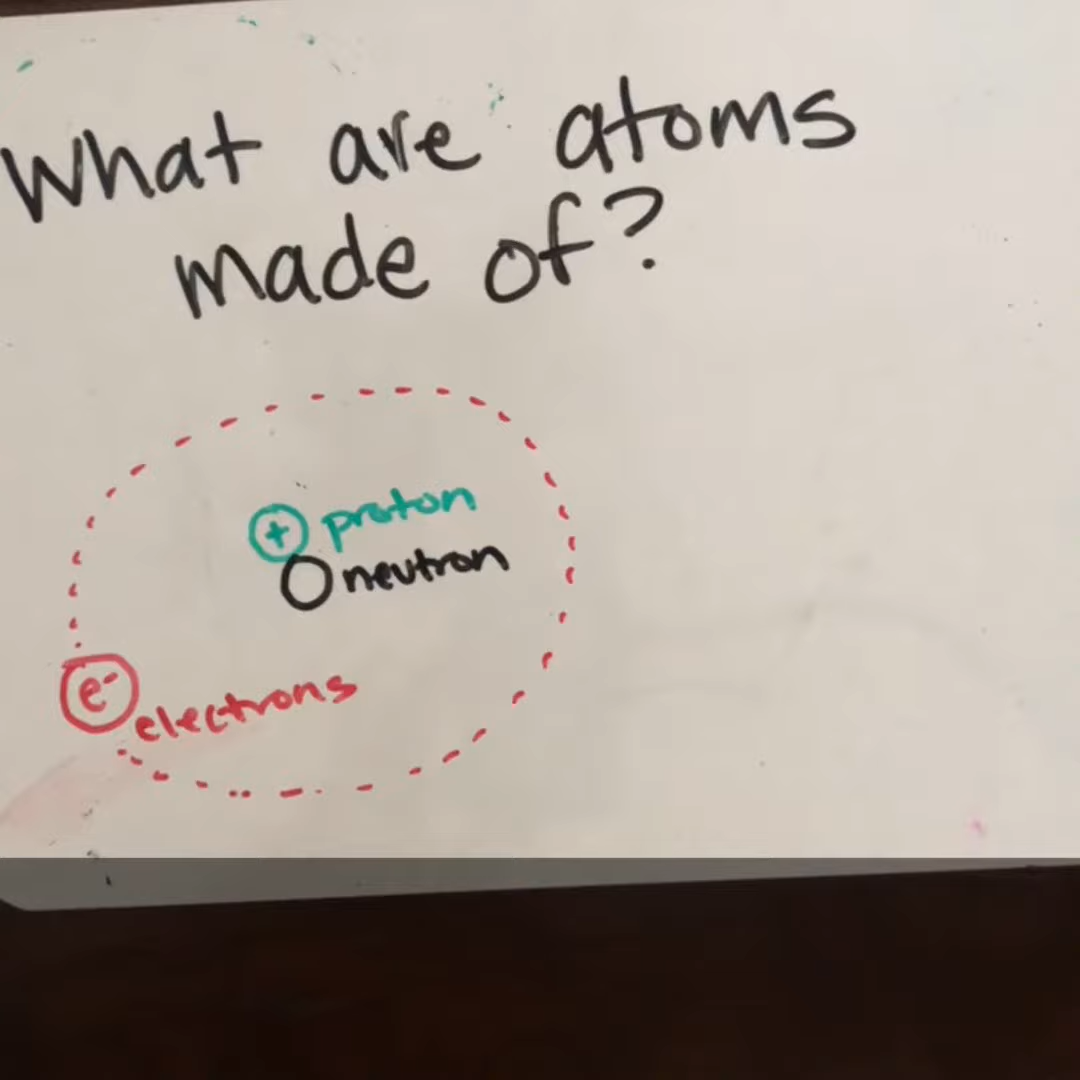 What are atoms
made of?
+ proton
neutron
e-
electrons